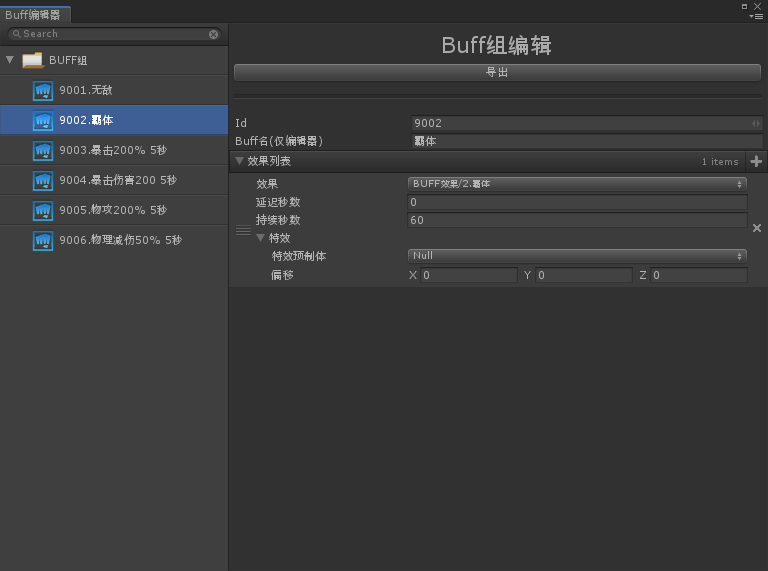 Buff编辑器
Search
BUFF组
9001.无敌
9002.霸体
9003.暴击200% 5秒
9004.暴击伤害200 5秒
9005.物攻200% 5秒
9006.物理减伤50% 5秒
Buff组编辑
导出
Id 9002
Buff名(仅编辑器) 霸体
效果列表 1 items
效果 BUFF效果/2.霸体
延迟秒数 0
持续秒数 60
特效
特效预制体 Null
偏移 X 0 Y 0 Z 0